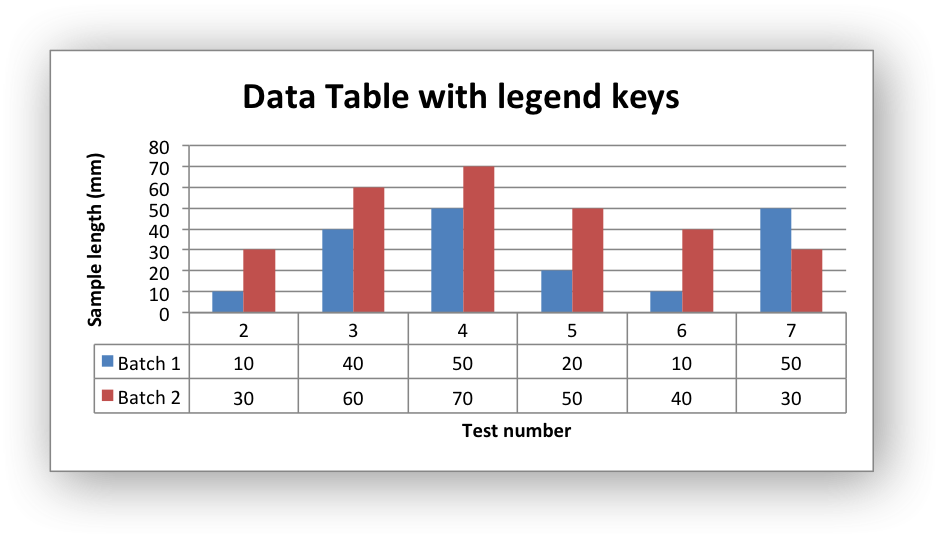 Data Table with legend keys
Sample length (mm)
80
70
60
50
40
30
20
10
0
2 3 4 5 6 7
Batch 1 10 40 50 20 10 50
Batch 2 30 60 70 50 40 30
Test number